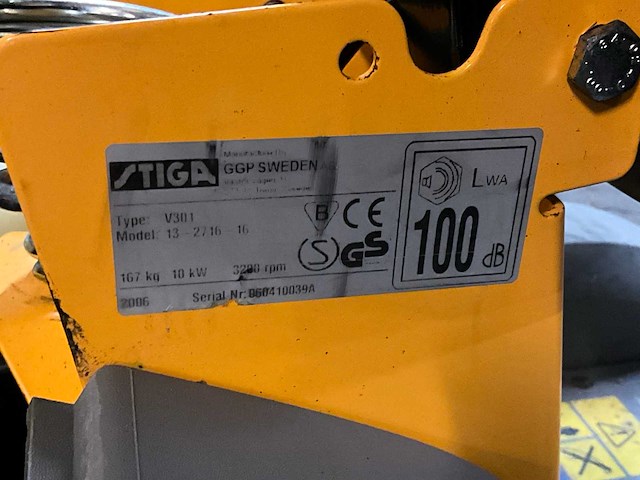 STIGA
GGP SWEDEN
Type: V301
Model: 13-2716-16
167 kg 10 kW 3200 rpm
2006 Serial Nr: 060410039A
B CE
S GS
LWA
100 dB